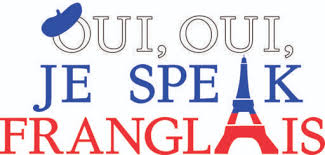 OUI, OUI,
JE SPEAK
FRANGLAIS